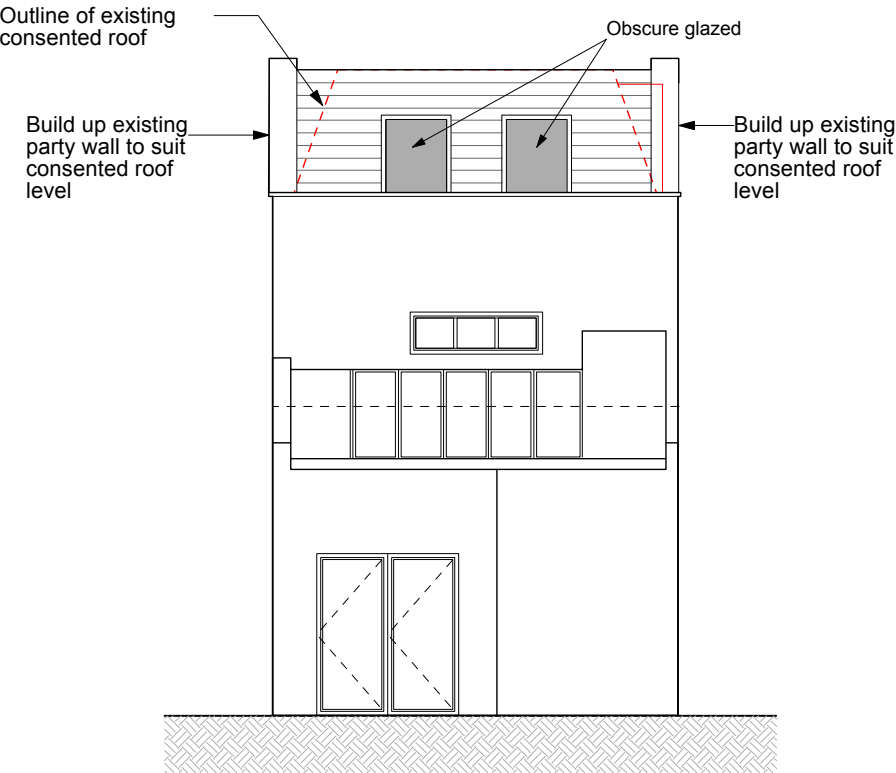 Outline of existing
consented roof
Obscure glazed
Build up existing
party wall to suit
consented roof
level
Build up existing
party wall to suit
consented roof
level